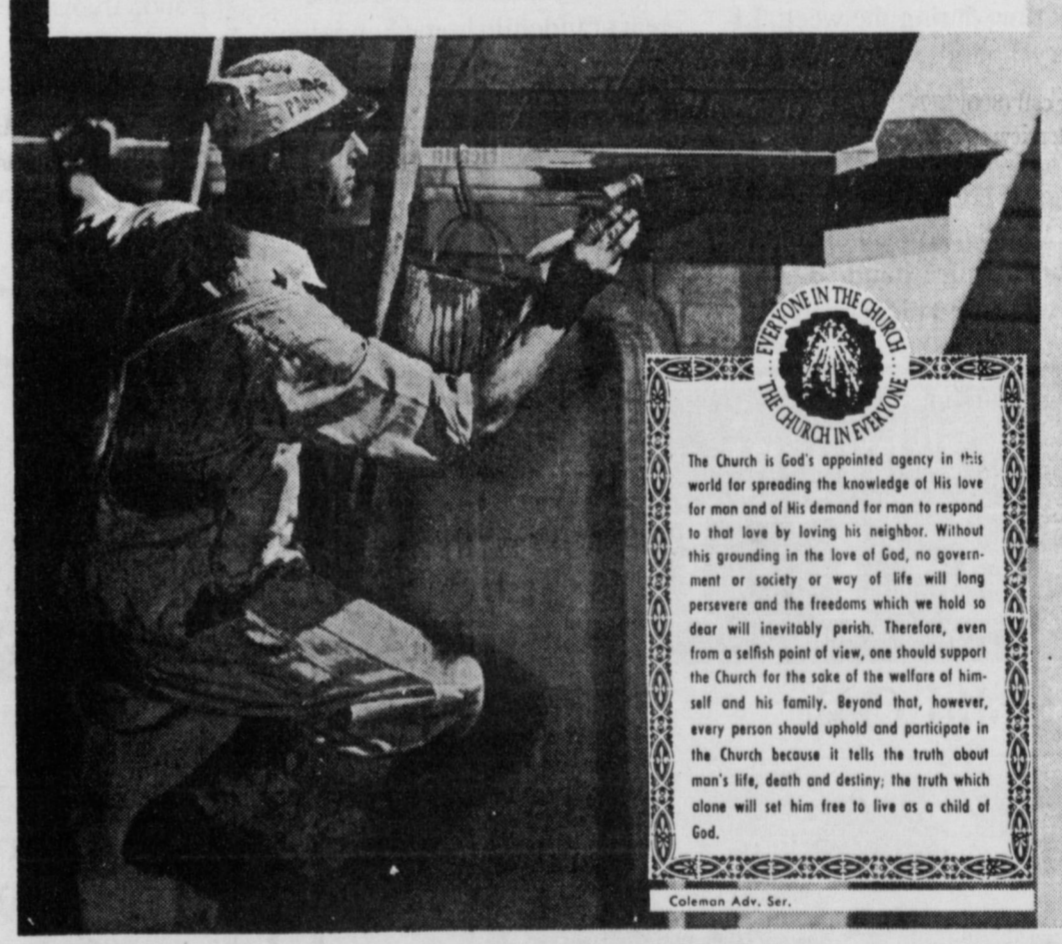 EVERYONE IN THE CHURCH
THE CHURCH IN EVERYONE
The Church is God's appointed agency in this
world for spreading the knowledge of His love
for man and of His demand for man to respond
to that love by loving his neighbor. Without
this grounding in the love of God, no govern-
ment or society or way of life will long
persevere and the freedoms which we hold so
dear will inevitably perish. Therefore, even
from a selfish point of view, one should support
the Church for the sake of the welfare of him-
self and his family. Beyond that, however,
every person should uphold and participate in
the Church because it tells the truth about
man's life, death and destiny; the truth which
alone will set him free to live as a child of
God.
Coleman Adv. Ser.